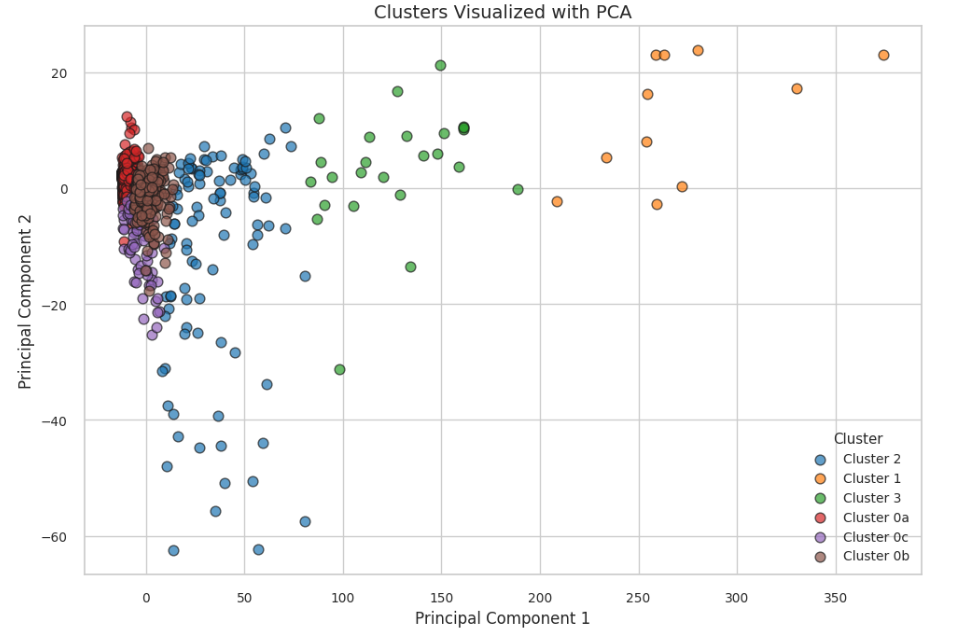 Clusters Visualized with PCA
Principal Component 2
20
0
−20
−40
−60
Cluster
Cluster 2
Cluster 1
Cluster 3
Cluster 0a
Cluster 0c
Cluster 0b
0 50 100 150 200 250 300 350
Principal Component 1